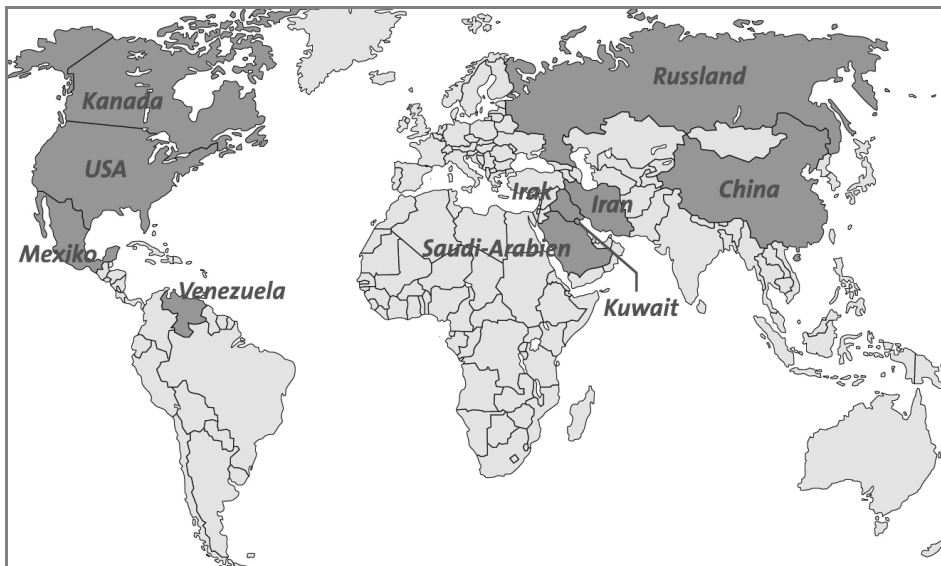 Russland
Kanada
USA
China
Irak
Iran
Mexiko
Saudi-Arabien
Venezuela
Kuwait